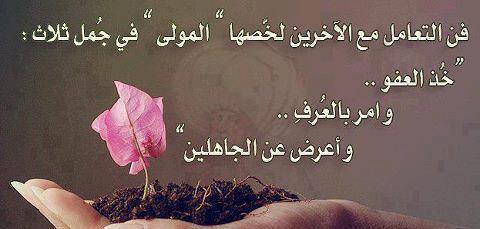 فن التعامل مع الآخرين لخّصها “ المولى “ في جُمل ثلاث :
”خُذ العفو ..
و امر بالعُرفِ ..
و أعرض عن الجاهلين“